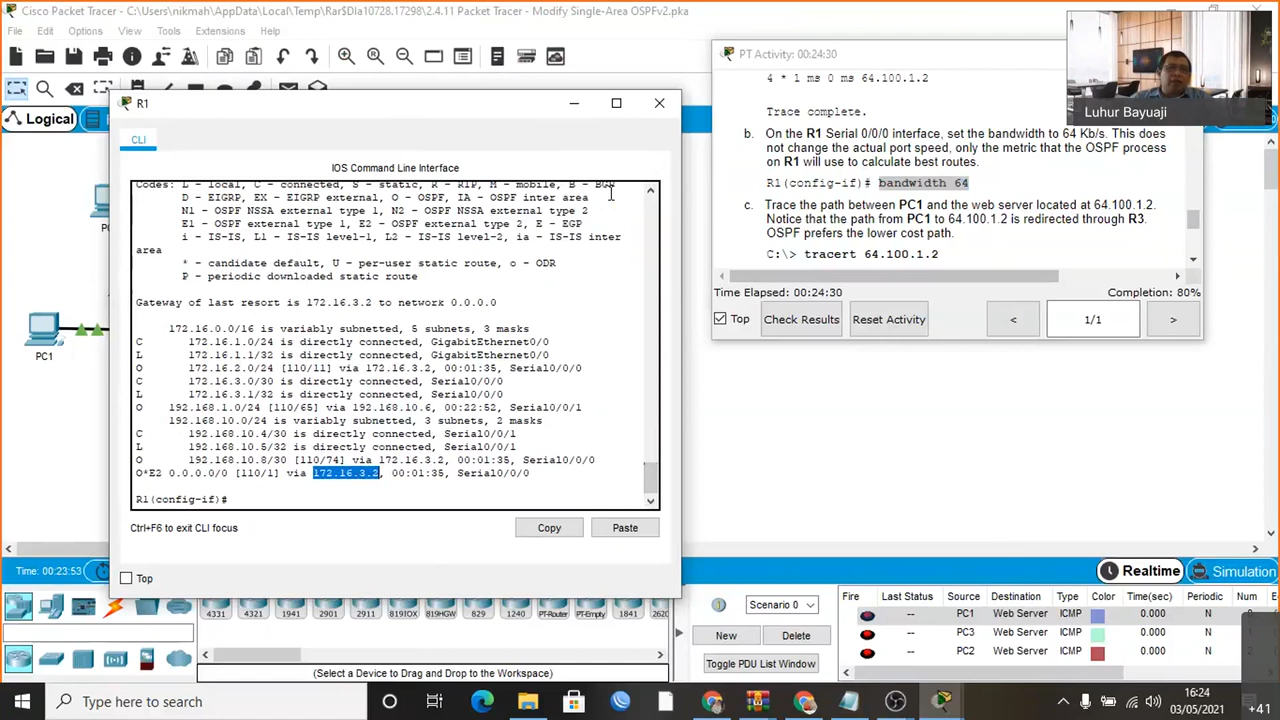 Cisco Packet Tracer - C:\Users\nikmah\AppData\Local\Temp\Rar$DIa10728.17298\2.4.11 Packet Tracer - Modify Single-Area OSPFv2.pka
File Edit Options View Tools Extensions Window Help
Logical
R1
CLI
IOS Command Line Interface
Codes: L - local, C - connected, S - static, R - RIP, M - mobile, B - BGP
D - EIGRP, EX - EIGRP external, O - OSPF, IA - OSPF inter area
N1 - OSPF NSSA external type 1, N2 - OSPF NSSA external type 2
E1 - OSPF external type 1, E2 - OSPF external type 2, E - EGP
i - IS-IS, L1 - IS-IS level-1, L2 - IS-IS level-2, ia - IS-IS inter
area
* - candidate default, U - per-user static route, o - ODR
P - periodic downloaded static route
Gateway of last resort is 172.16.3.2 to network 0.0.0.0
172.16.0.0/16 is variably subnetted, 5 subnets, 3 masks
C 172.16.1.0/24 is directly connected, GigabitEthernet0/0
L 172.16.1.1/32 is directly connected, GigabitEthernet0/0
O 172.16.2.0/24 [110/11] via 172.16.3.2, 00:01:35, Serial0/0/0
C 172.16.3.0/30 is directly connected, Serial0/0/0
L 172.16.3.1/32 is directly connected, Serial0/0/0
O 192.168.1.0/24 [110/65] via 192.168.10.6, 00:22:52, Serial0/0/1
192.168.10.0/24 is variably subnetted, 3 subnets, 2 masks
C 192.168.10.4/30 is directly connected, Serial0/0/1
L 192.168.10.5/32 is directly connected, Serial0/0/1
O 192.168.10.8/30 [110/74] via 172.16.3.2, 00:01:35, Serial0/0/0
O*E2 0.0.0.0/0 [110/1] via 172.16.3.2, 00:01:35, Serial0/0/0
R1(config-if)#
Ctrl+F6 to exit CLI focus
Copy
Paste
Top
PC1
PT Activity: 00:24:30
4 * 1 ms 0 ms 64.100.1.2
Trace complete.
b. On the R1 Serial 0/0/0 interface, set the bandwidth to 64 Kb/s. This does
not change the actual port speed, only the metric that the OSPF process
on R1 will use to calculate best routes.
R1(config-if)# bandwidth 64
c. Trace the path between PC1 and the web server located at 64.100.1.2.
Notice that the path from PC1 to 64.100.1.2 is redirected through R3.
OSPF prefers the lower cost path.
C:\> tracert 64.100.1.2
Time Elapsed: 00:24:30
Completion: 80%
Top
Check Results
Reset Activity
<
1/1
>
Luhur Bayuaji
Time: 00:23:53
Realtime
Simulation
4331 4321 1941 2901 2911 819IOX 819HGW 829 1240 PT-Router PT-Empty 1841 2620
(Select a Device to Drag and Drop to the Workspace)
Scenario 0
New
Delete
Toggle PDU List Window
Fire Last Status Source Destination Type Color Time(sec) Periodic Num
-- PC1 Web Server ICMP 0.000 N
-- PC3 Web Server ICMP 0.000 N
-- PC2 Web Server ICMP 0.000 N
Type here to search
16:24
03/05/2021
+41